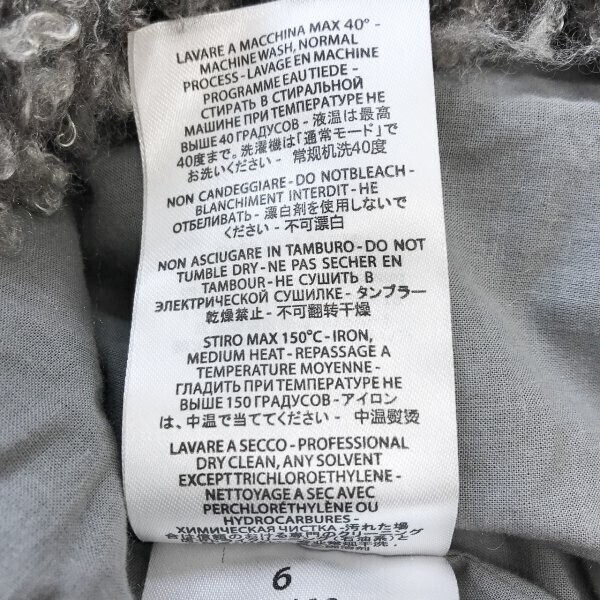 LAVARE A MACCHINA MAX 40° -
MACHINE WASH, NORMAL
PROCESS - LAVAGE EN MACHINE
PROGRAMME EAU TIEDE -
СТИРАТЬ В СТИРАЛЬНОЙ
МАШИНЕ ПРИ ТЕМПЕРАТУРЕ НЕ
ВЫШЕ 40 ГРАДУСОВ - 液温は最高
40度まで。洗濯機は「通常モード」で
お洗いください - 常规机洗40度
NON CANDEGGIARE - DO NOTBLEACH -
BLANCHIMENT INTERDIT - НЕ
ОТБЕЛИВАТЬ - 漂白剤を使用しないで
ください - 不可漂白
NON ASCIUGARE IN TAMBURO - DO NOT
TUMBLE DRY - NE PAS SECHER EN
TAMBOUR - НЕ СУШИТЬ В
ЭЛЕКТРИЧЕСКОЙ СУШИЛКЕ - タンブラー
乾燥禁止 - 不可翻转干燥
STIRO MAX 150°C - IRON,
MEDIUM HEAT - REPASSAGE A
TEMPERATURE MOYENNE -
ГЛАДИТЬ ПРИ ТЕМПЕРАТУРЕ НЕ
ВЫШЕ 150 ГРАДУСОВ - アイロン
は、中温で当ててください - 中温熨烫
LAVARE A SECCO - PROFESSIONAL
DRY CLEAN, ANY SOLVENT
EXCEPT TRICHLOROETHYLENE -
NETTOYAGE A SEC AVEC
PERCHLORÉTHYLÈNE OU
HYDROCARBURES -
ХИМИЧЕСКАЯ ЧИСТКА - 汚れた場
6